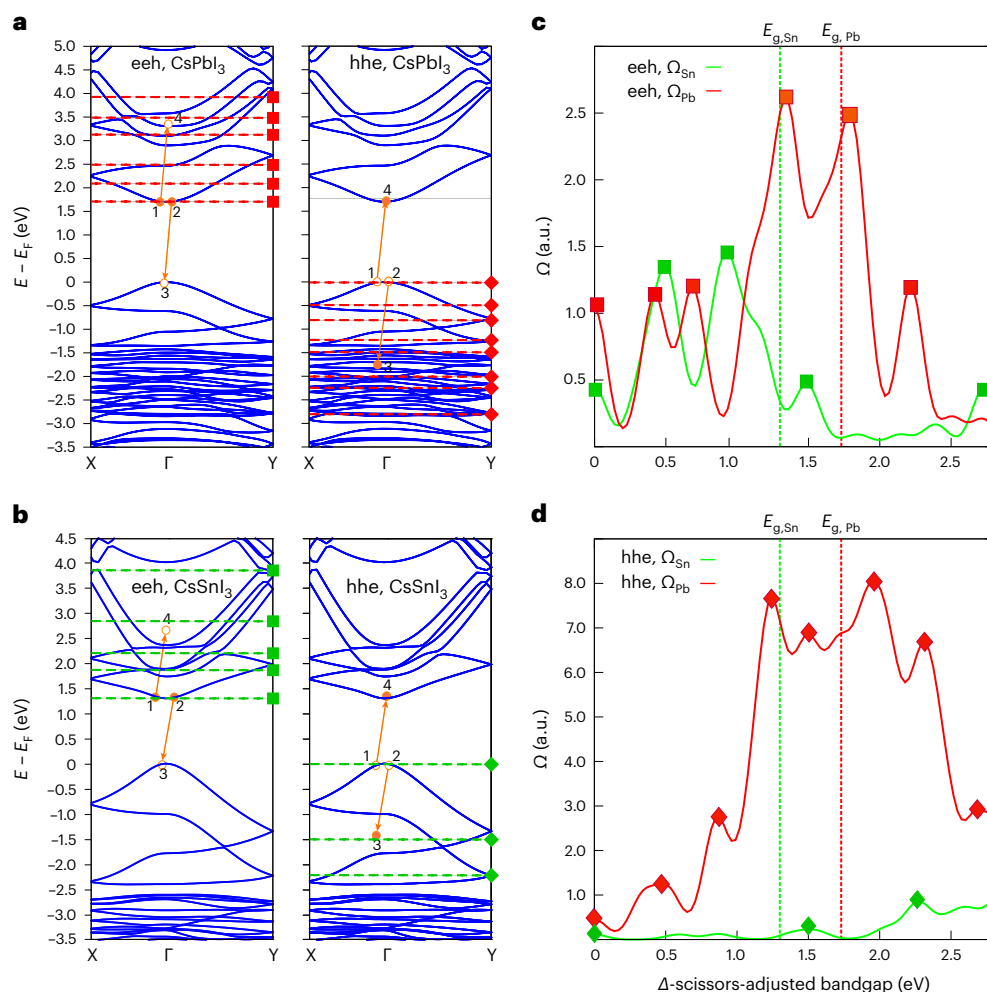 a
eeh, CsPbI3
hhe, CsPbI3
E − EF (eV)
5.0
4.5
4.0
3.5
3.0
2.5
2.0
1.5
1.0
0.5
0
−0.5
−1.0
−1.5
−2.0
−2.5
−3.0
−3.5
4
1 2
3
4
1 2
3
X Γ Y X Γ Y
b
eeh, CsSnI3
hhe, CsSnI3
E − EF (eV)
4.5
4.0
3.5
3.0
2.5
2.0
1.5
1.0
0.5
0
−0.5
−1.0
−1.5
−2.0
−2.5
−3.0
−3.5
4
1 2
3
4
1 2
3
X Γ Y X Γ Y
c
Eg,Sn Eg, Pb
eeh, ΩSn
eeh, ΩPb
Ω (a.u.)
2.5
2.0
1.5
1.0
0.5
0 0.5 1.0 1.5 2.0 2.5
d
Eg,Sn Eg, Pb
hhe, ΩSn
hhe, ΩPb
Ω (a.u.)
8.0
7.0
6.0
5.0
4.0
3.0
2.0
1.0
0 0.5 1.0 1.5 2.0 2.5
Δ-scissors-adjusted bandgap (eV)